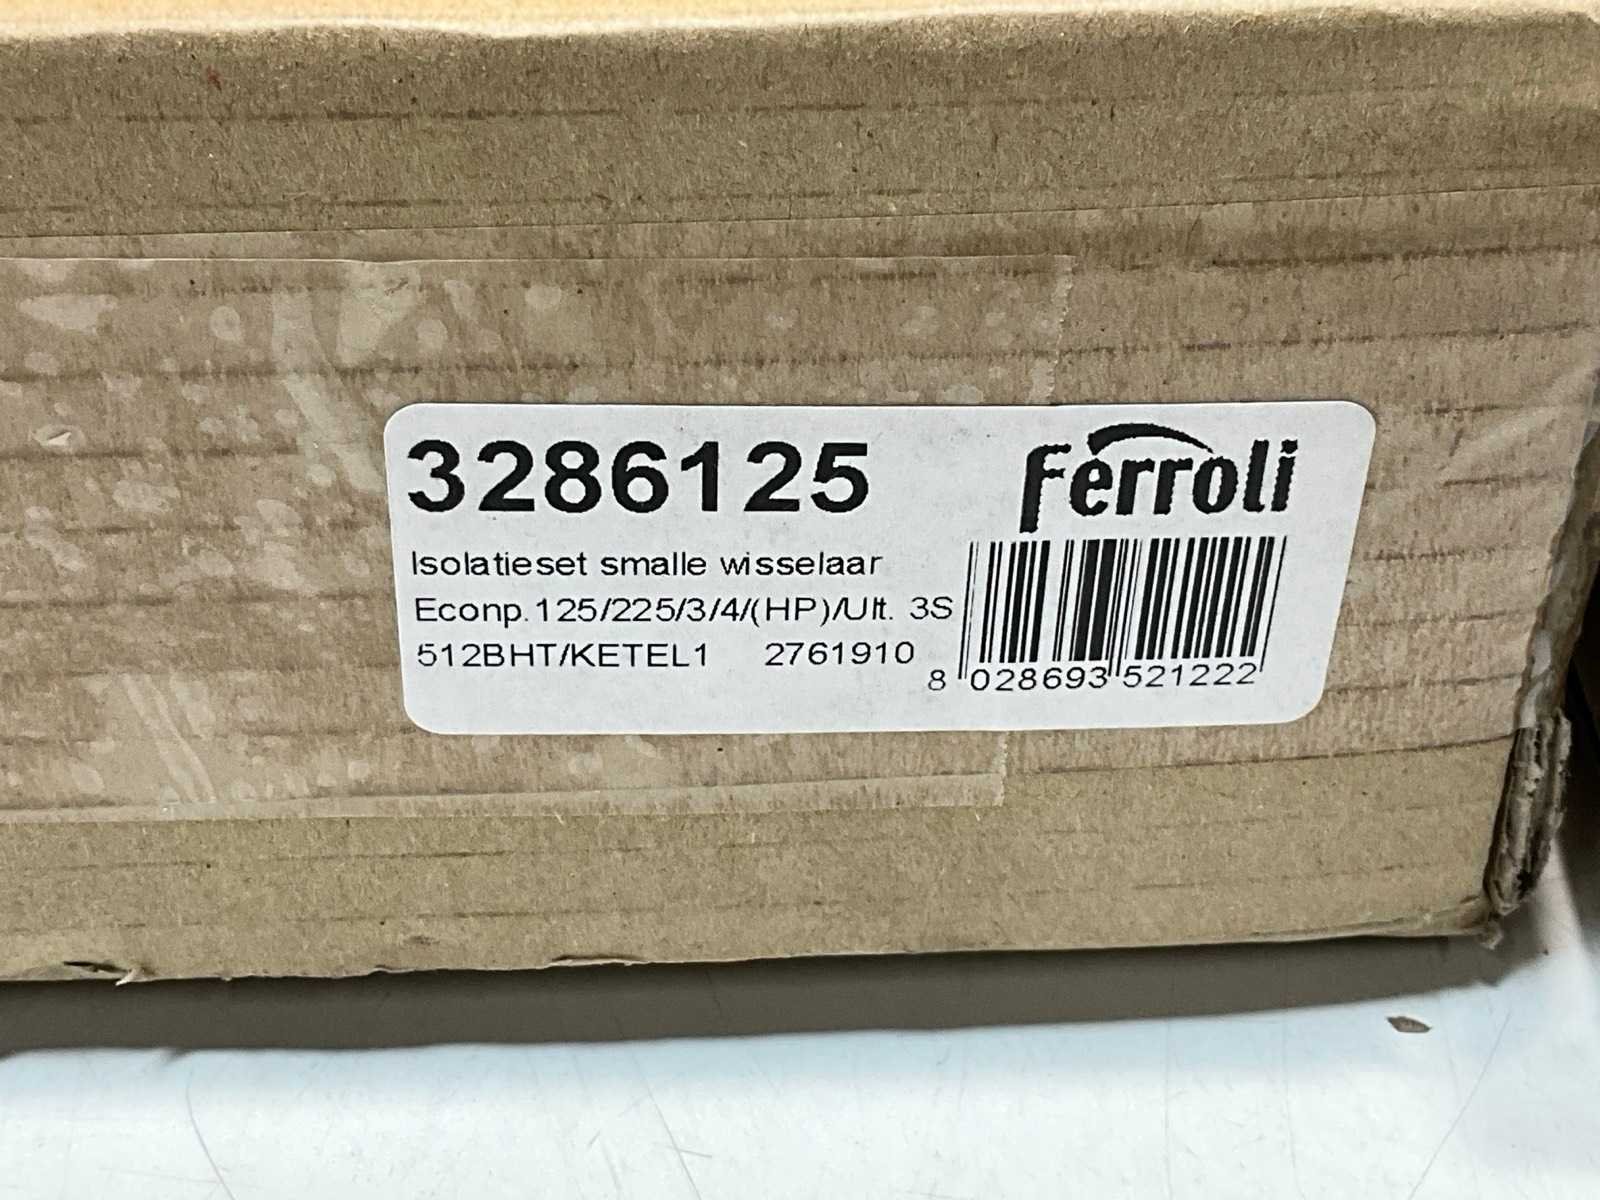 3286125
ferroli
Isolatieset smalle wisselaar
Econp.125/225/3/4/(HP)/Ult. 3S
512BHT/KETEL1 2761910
8 028693 521222